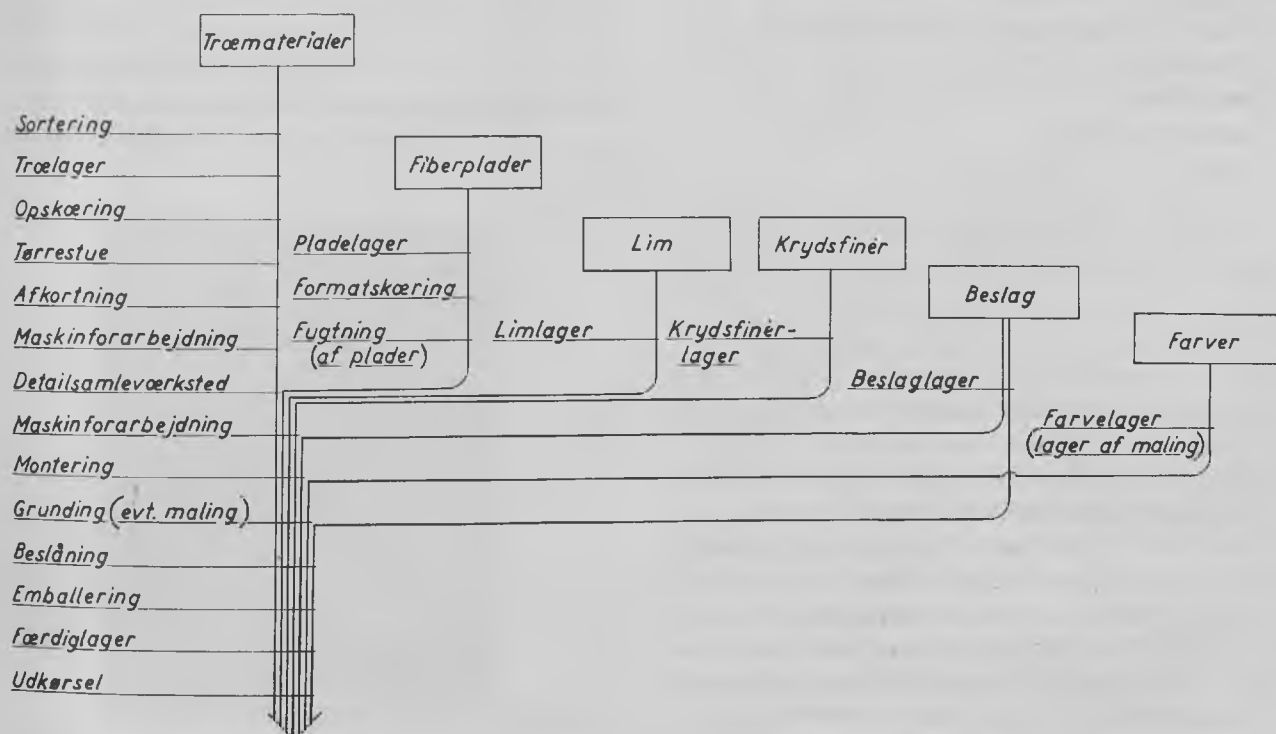 Træmaterialer
Sortering
Trælager
Opskæring
Tørrestue
Afkortning
Maskinforarbejdning
Detailsamleværksted
Maskinforarbejdning
Montering
Grunding (evt. maling)
Beslåning
Emballering
Færdiglager
Udkørsel
Fiberplader
Pladelager
Formatskæring
Fugtning
(af plader)
Lim
Limlager
Krydsfinér
Krydsfinér-
lager
Beslag
Beslaglager
Farver
Farvelager
(lager af maling)